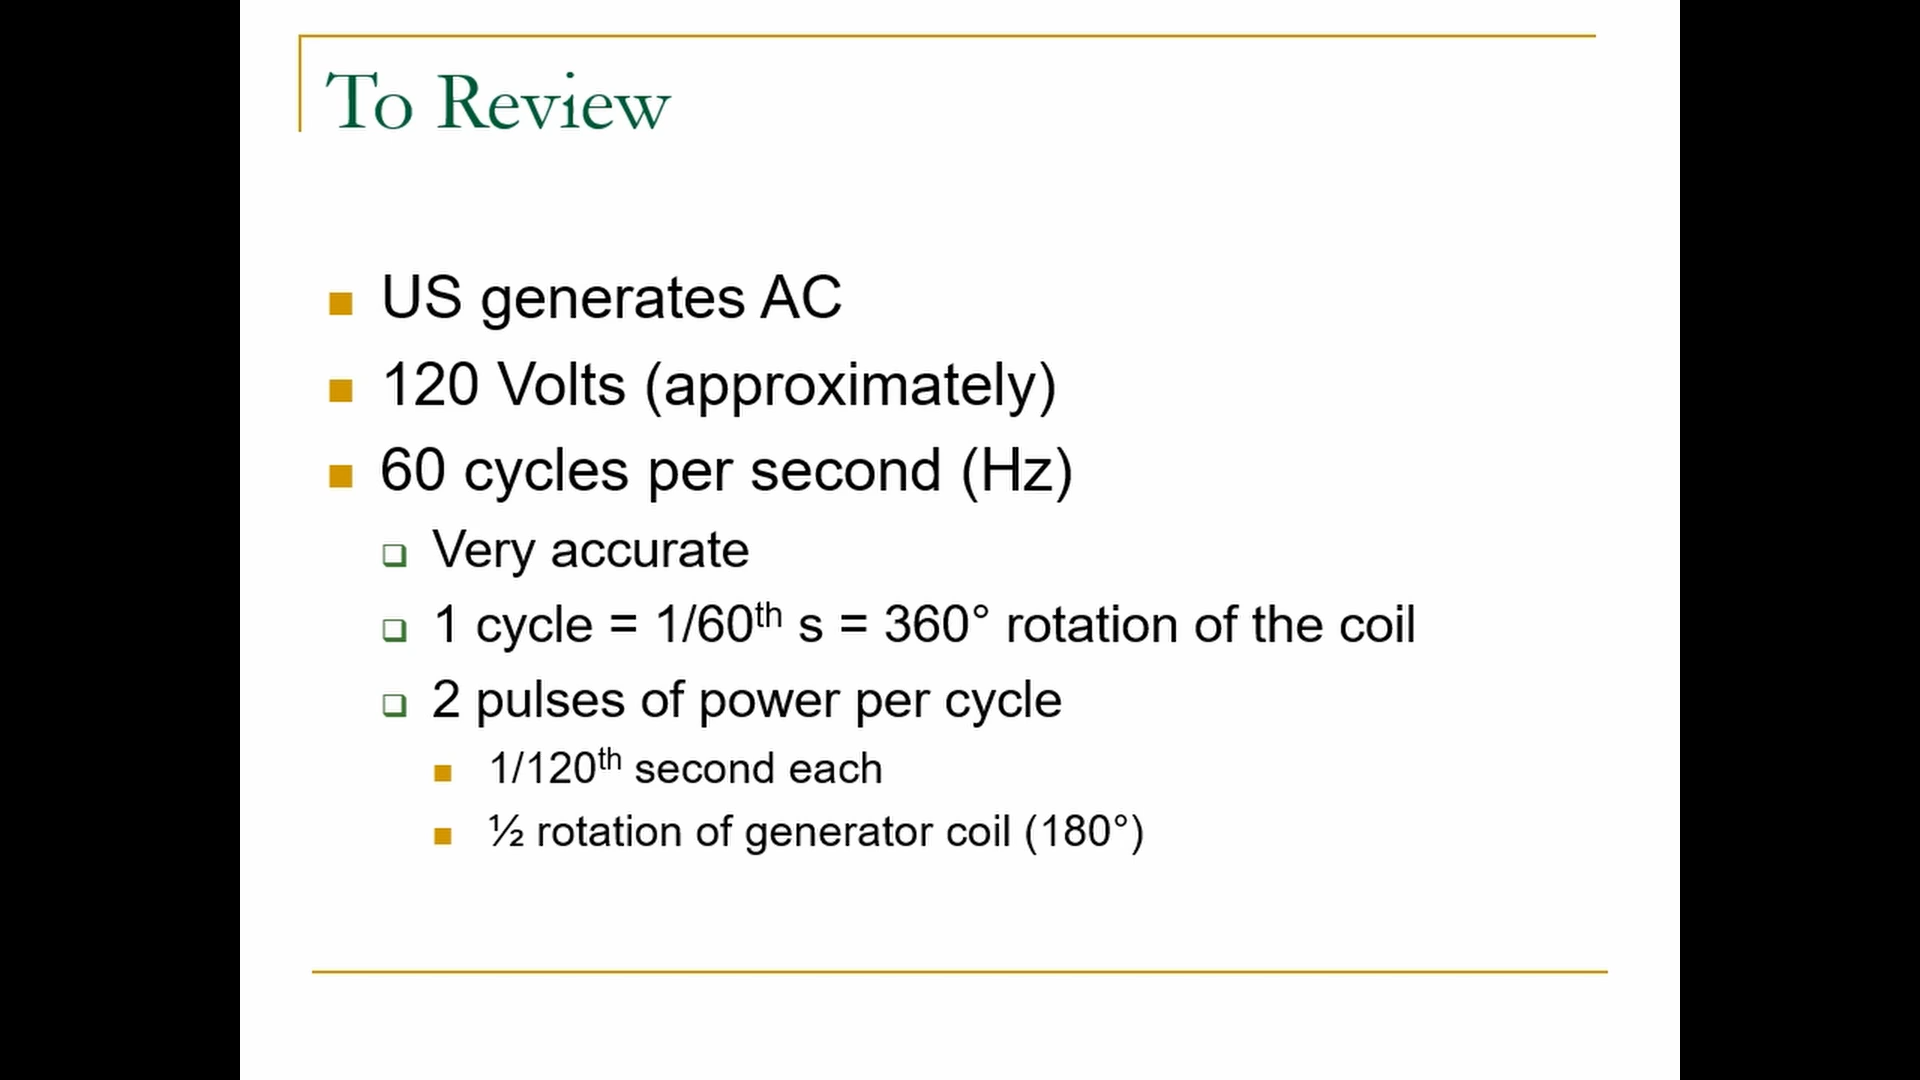 To Review
US generates AC
120 Volts (approximately)
60 cycles per second (Hz)
Very accurate
1 cycle = 1/60th s = 360° rotation of the coil
2 pulses of power per cycle
1/120th second each
½ rotation of generator coil (180°)